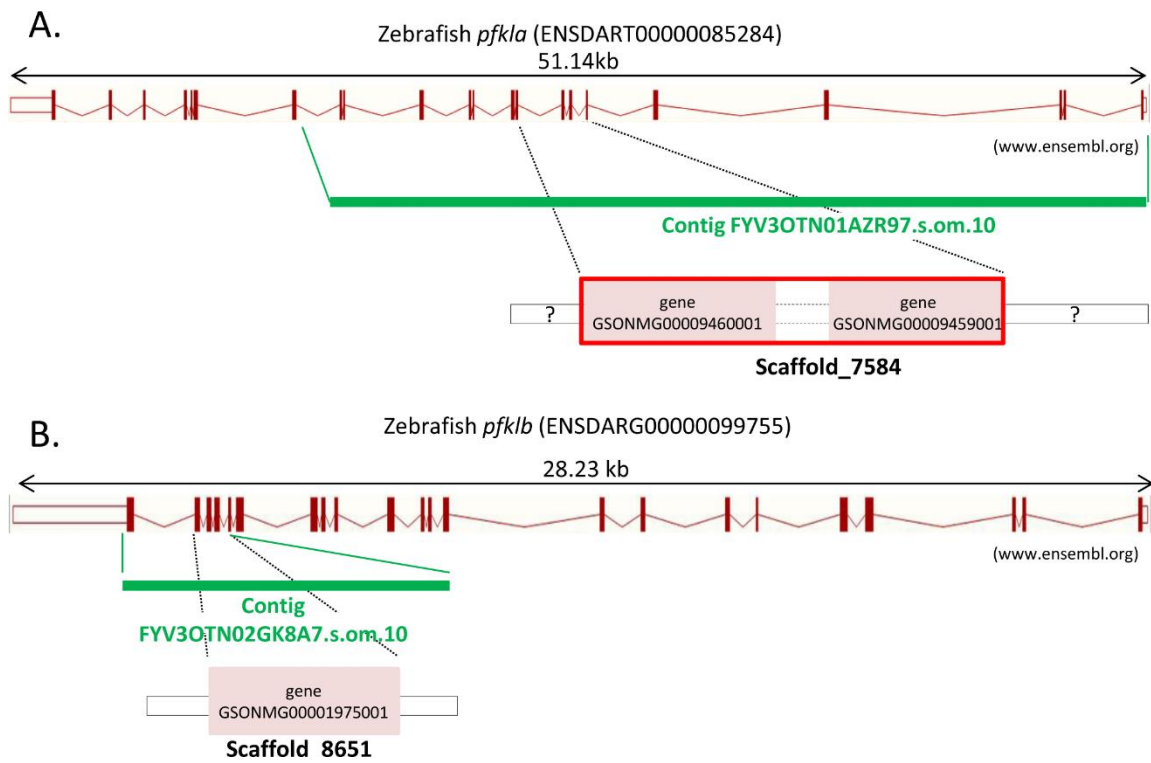 A.
Zebrafish pfkla (ENSDART00000085284)
51.14kb
(www.ensembl.org)
Contig FYV3OTN01AZR97.s.om.10
? gene gene ?
GSONMG00009460001 GSONMG00009459001
Scaffold_7584
B.
Zebrafish pfklb (ENSDARG00000099755)
28.23 kb
(www.ensembl.org)
Contig
FYV3OTN02GK8A7.s.om.10
gene
GSONMG00001975001
Scaffold_8651